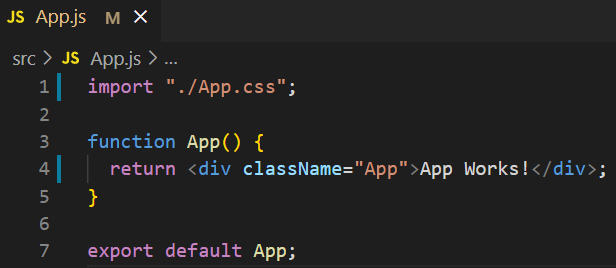 JS App.js M ×
src > JS App.js > ...
1 import "./App.css";
2
3 function App() {
4   return <div className="App">App Works!</div>;
5 }
6
7 export default App;